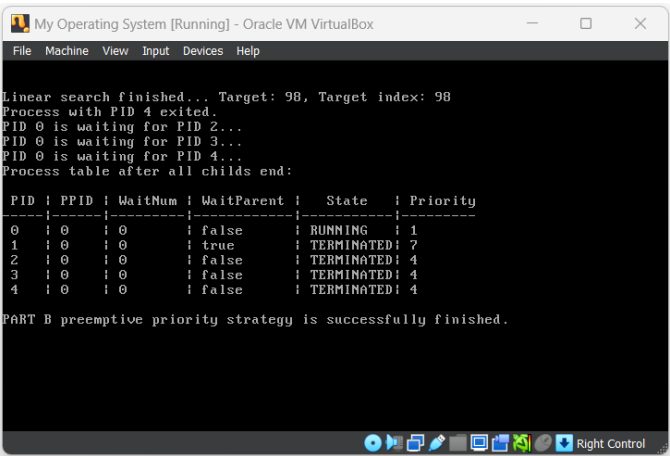 My Operating System [Running] - Oracle VM VirtualBox
File Machine View Input Devices Help
Linear search finished... Target: 98, Target index: 98
Process with PID 4 exited.
PID 0 is waiting for PID 2...
PID 0 is waiting for PID 3...
PID 0 is waiting for PID 4...
Process table after all childs end:
PID ¦ PPID ¦ WaitNum ¦ WaitParent ¦ State ¦ Priority
-----¦------¦---------¦------------¦-----------¦----------
0 ¦ 0 ¦ 0 ¦ false ¦ RUNNING ¦ 1
1 ¦ 0 ¦ 0 ¦ true ¦ TERMINATED¦ 7
2 ¦ 0 ¦ 0 ¦ false ¦ TERMINATED¦ 4
3 ¦ 0 ¦ 0 ¦ false ¦ TERMINATED¦ 4
4 ¦ 0 ¦ 0 ¦ false ¦ TERMINATED¦ 4
PART B preemptive priority strategy is successfully finished.
Right Control